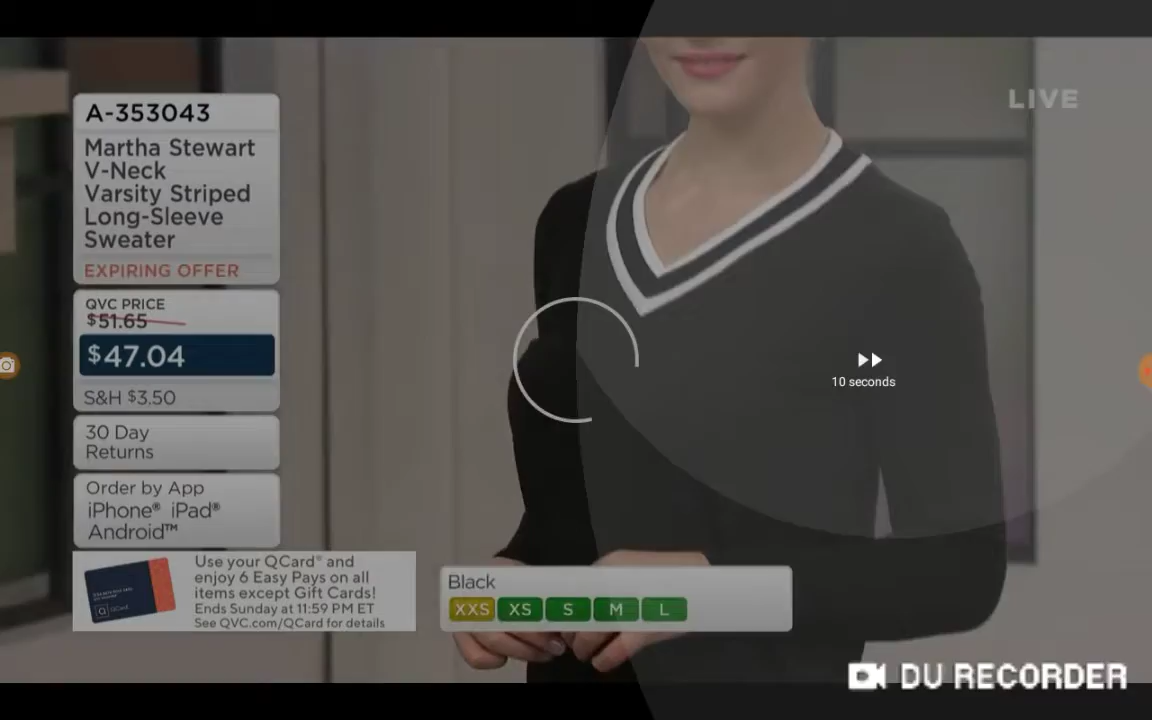 A-353043
Martha Stewart
V-Neck
Varsity Striped
Long-Sleeve
Sweater
EXPIRING OFFER
QVC PRICE
$51.65
$47.04
S&H $3.50
30 Day
Returns
Order by App
iPhone® iPad®
Android™
Use your QCard® and
enjoy 6 Easy Pays on all
items except Gift Cards!
Ends Sunday at 11:59 PM ET
See QVC.com/QCard for details
Black
XXS XS S M L
LIVE
10 seconds
DU RECORDER